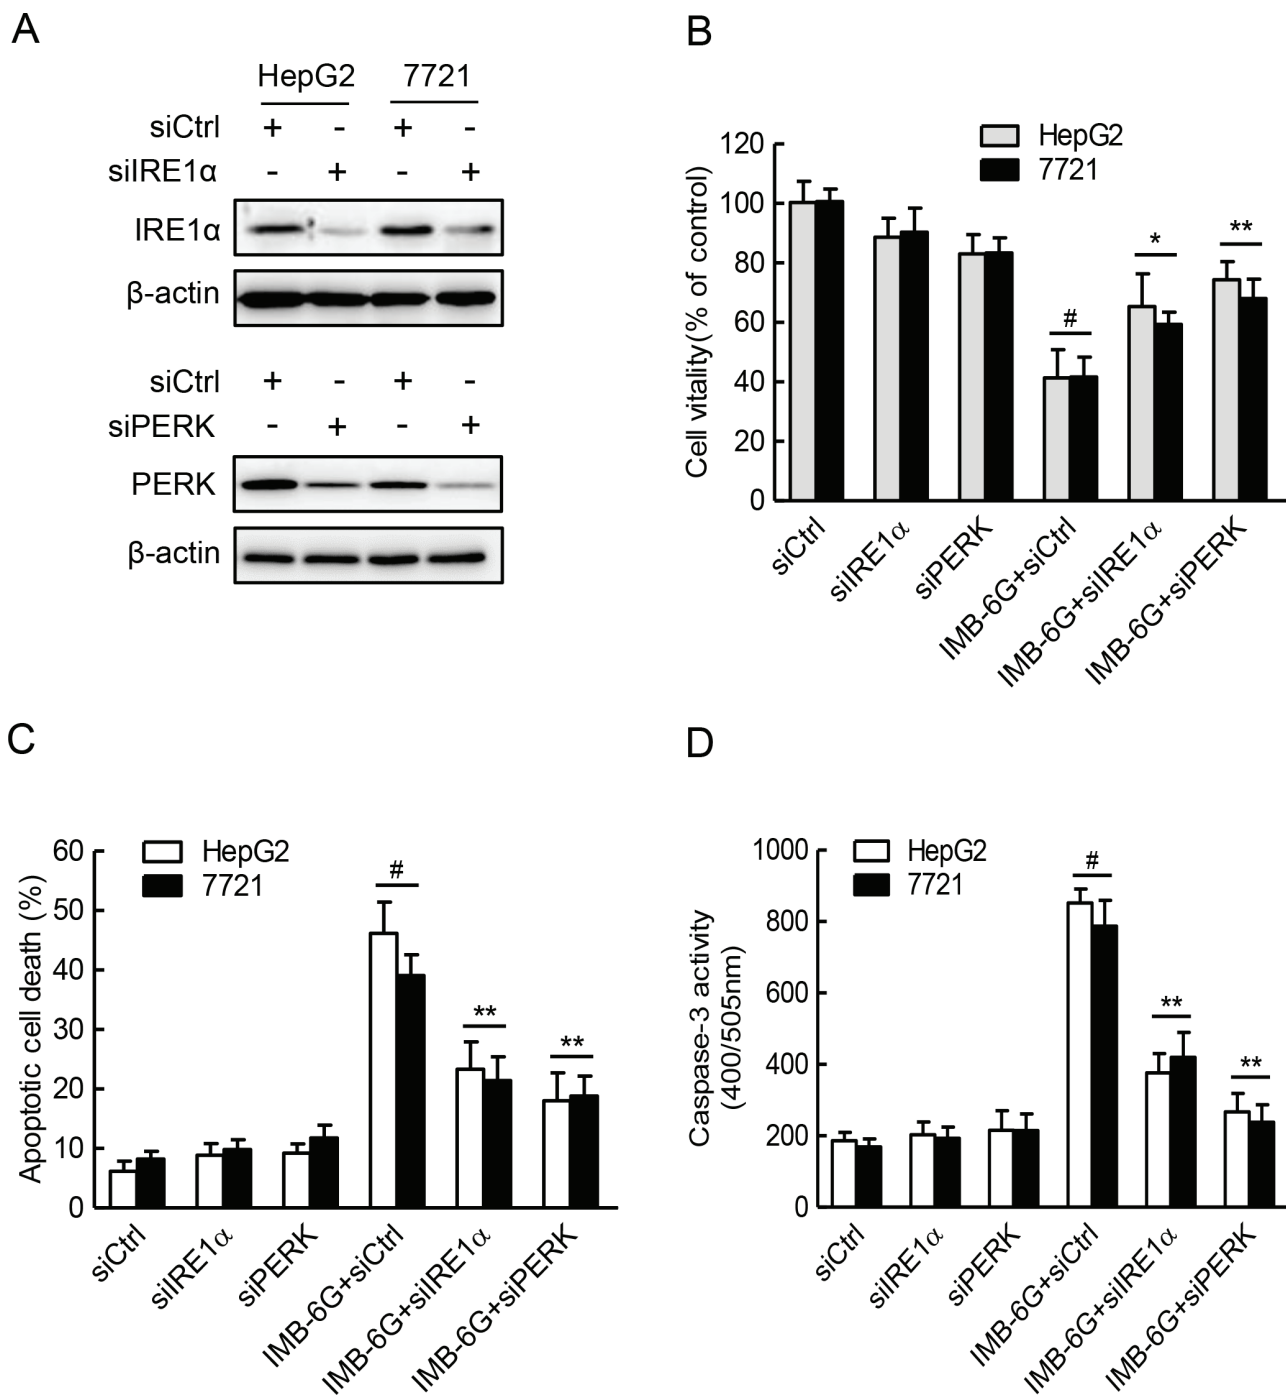 A
HepG2 7721
siCtrl + - + -
siIRE1α - + - +
IRE1α
β-actin
siCtrl + - + -
siPERK - + - +
PERK
β-actin
B
HepG2
7721
Cell vitality(% of control)
120
100
80
60
40
20
0
#
*
**
siCtrl
siIRE1α
siPERK
IMB-6G+siCtrl
IMB-6G+siIRE1α
IMB-6G+siPERK
C
HepG2
7721
Apoptotic cell death (%)
60
50
40
30
20
10
0
#
**
**
siCtrl
siIRE1α
siPERK
IMB-6G+siCtrl
IMB-6G+siIRE1α
IMB-6G+siPERK
D
HepG2
7721
Caspase-3 activity
(400/505nm)
1000
800
600
400
200
0
#
**
**
siCtrl
siIRE1α
siPERK
IMB-6G+siCtrl
IMB-6G+siIRE1α
IMB-6G+siPERK